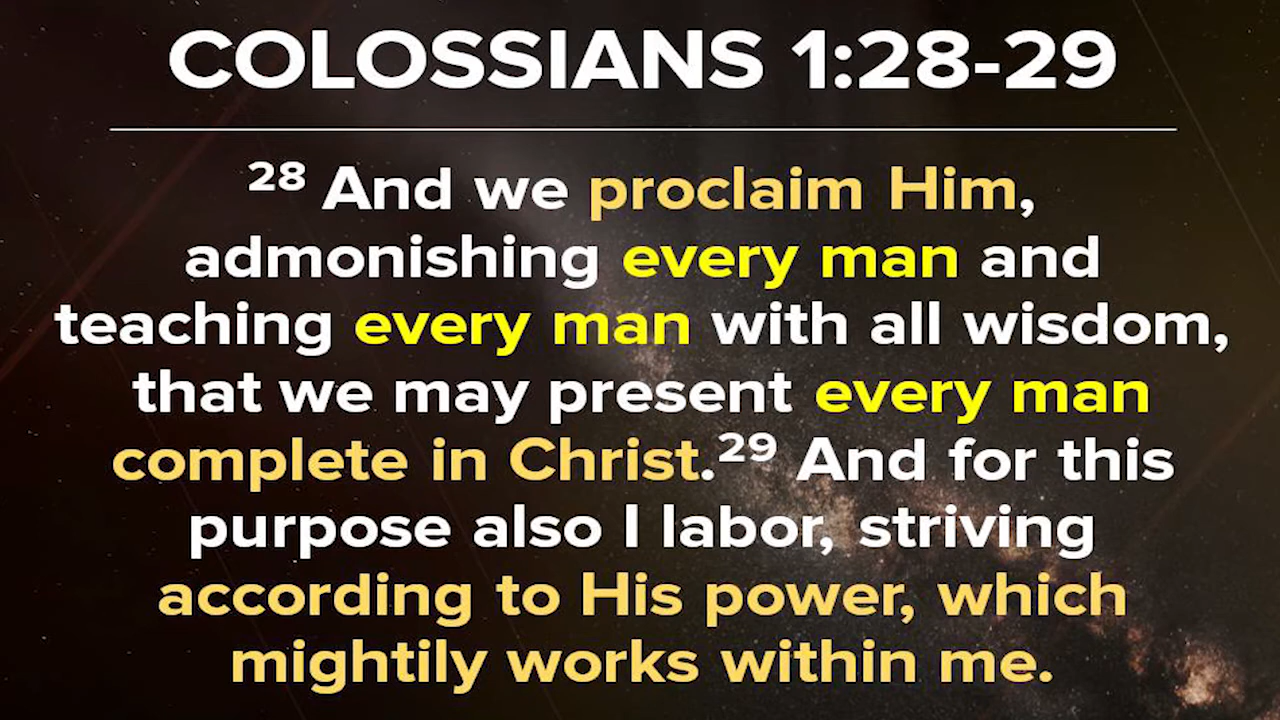 COLOSSIANS 1:28-29
²⁸ And we proclaim Him,
admonishing every man and
teaching every man with all wisdom,
that we may present every man
complete in Christ.²⁹ And for this
purpose also I labor, striving
according to His power, which
mightily works within me.